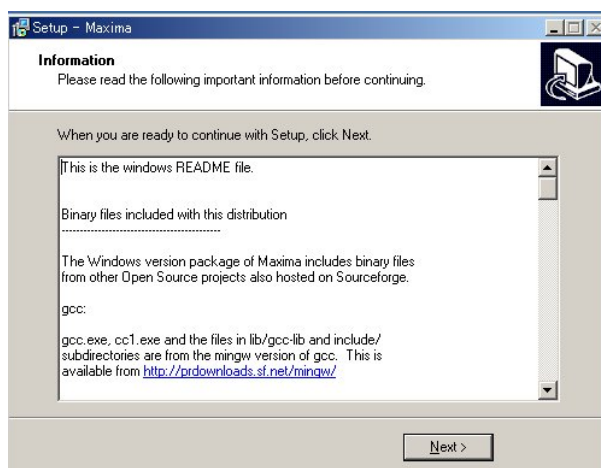 Setup - Maxima
Information
Please read the following important information before continuing.
When you are ready to continue with Setup, click Next.
This is the windows README file.
Binary files included with this distribution
--------------------------------------------
The Windows version package of Maxima includes binary files
from other Open Source projects also hosted on Sourceforge.
gcc:
gcc.exe, cc1.exe and the files in lib/gcc-lib and include/
subdirectories are from the mingw version of gcc.  This is
available from http://prdownloads.sf.net/mingw/
Next >